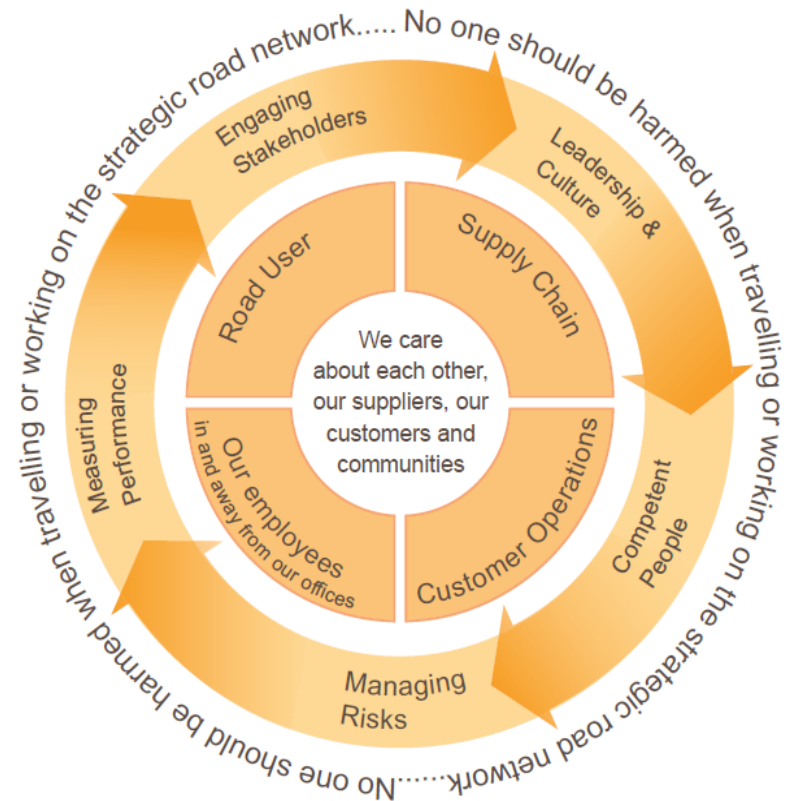 No one should be harmed when travelling or working on the strategic road network.......
No one should be harmed when travelling or working on the strategic road network.....
Engaging
Stakeholders
Leadership &
Culture
Competent
People
Managing
Risks
Measuring
Performance
Road User
Supply Chain
Customer Operations
Our employees
in and away from our offices
We care
about each other,
our suppliers, our
customers and
communities